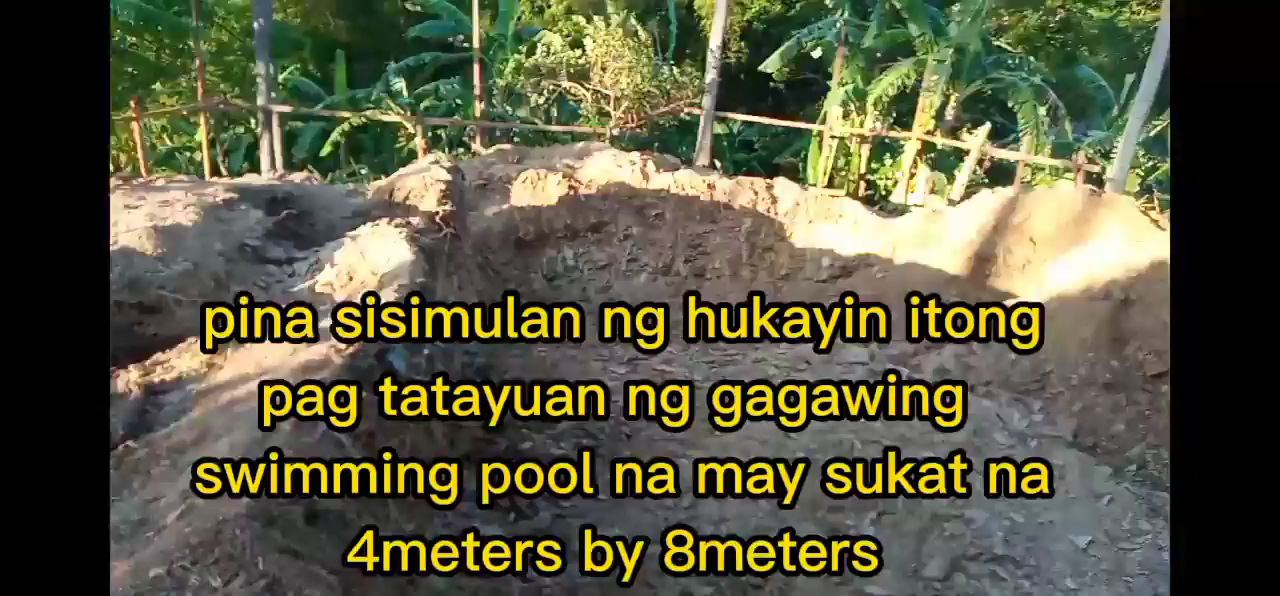 pina sisimulan ng hukayin itong
pag tatayuan ng gagawing
swimming pool na may sukat na
4meters by 8meters